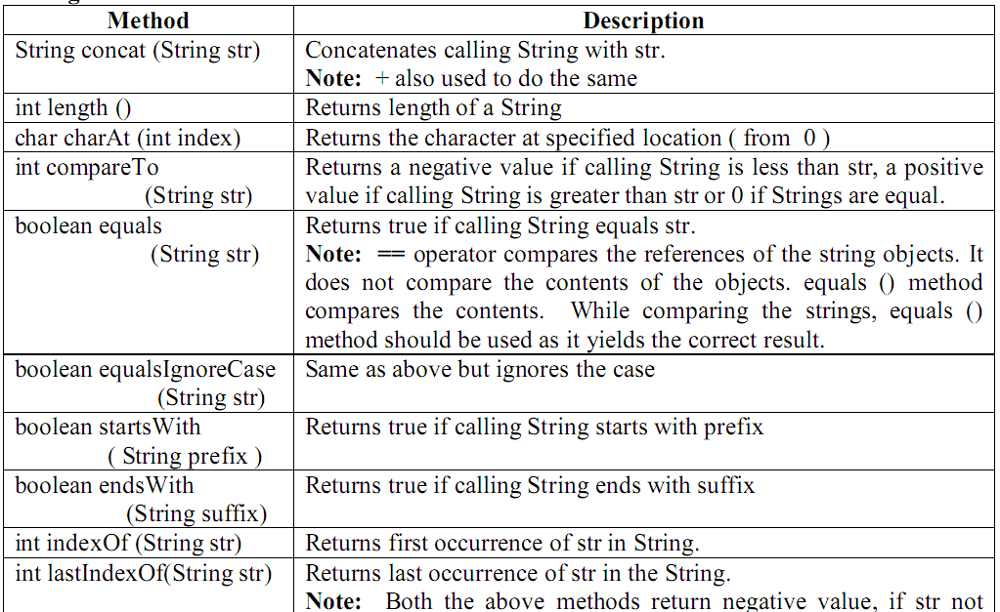 Method Description
String concat (String str) Concatenates calling String with str.
Note: + also used to do the same
int length () Returns length of a String
char charAt (int index) Returns the character at specified location ( from 0 )
int compareTo Returns a negative value if calling String is less than str, a positive
(String str) value if calling String is greater than str or 0 if Strings are equal.
boolean equals Returns true if calling String equals str.
(String str) Note: == operator compares the references of the string objects. It
does not compare the contents of the objects. equals () method
compares the contents. While comparing the strings, equals ()
method should be used as it yields the correct result.
boolean equalsIgnoreCase Same as above but ignores the case
(String str)
boolean startsWith Returns true if calling String starts with prefix
( String prefix )
boolean endsWith Returns true if calling String ends with suffix
(String suffix)
int indexOf (String str) Returns first occurrence of str in String.
int lastIndexOf(String str) Returns last occurrence of str in the String.
Note: Both the above methods return negative value, if str not